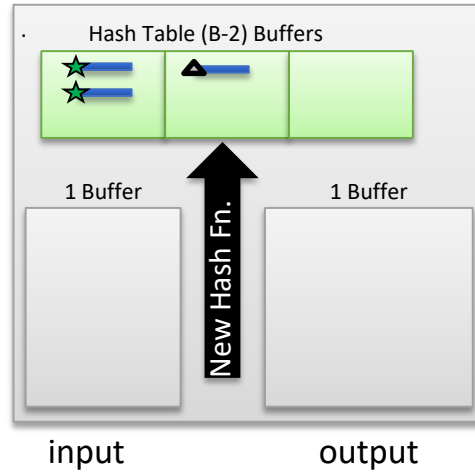 Hash Table (B-2) Buffers
1 Buffer
1 Buffer
New Hash Fn.
input
output